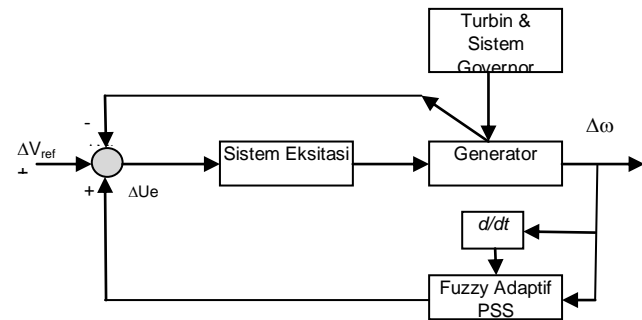 Turbin &
Sistem
Governor
-
Δω
ΔVref
+
Sistem Eksitasi
Generator
+
ΔUe
d/dt
Fuzzy Adaptif
PSS